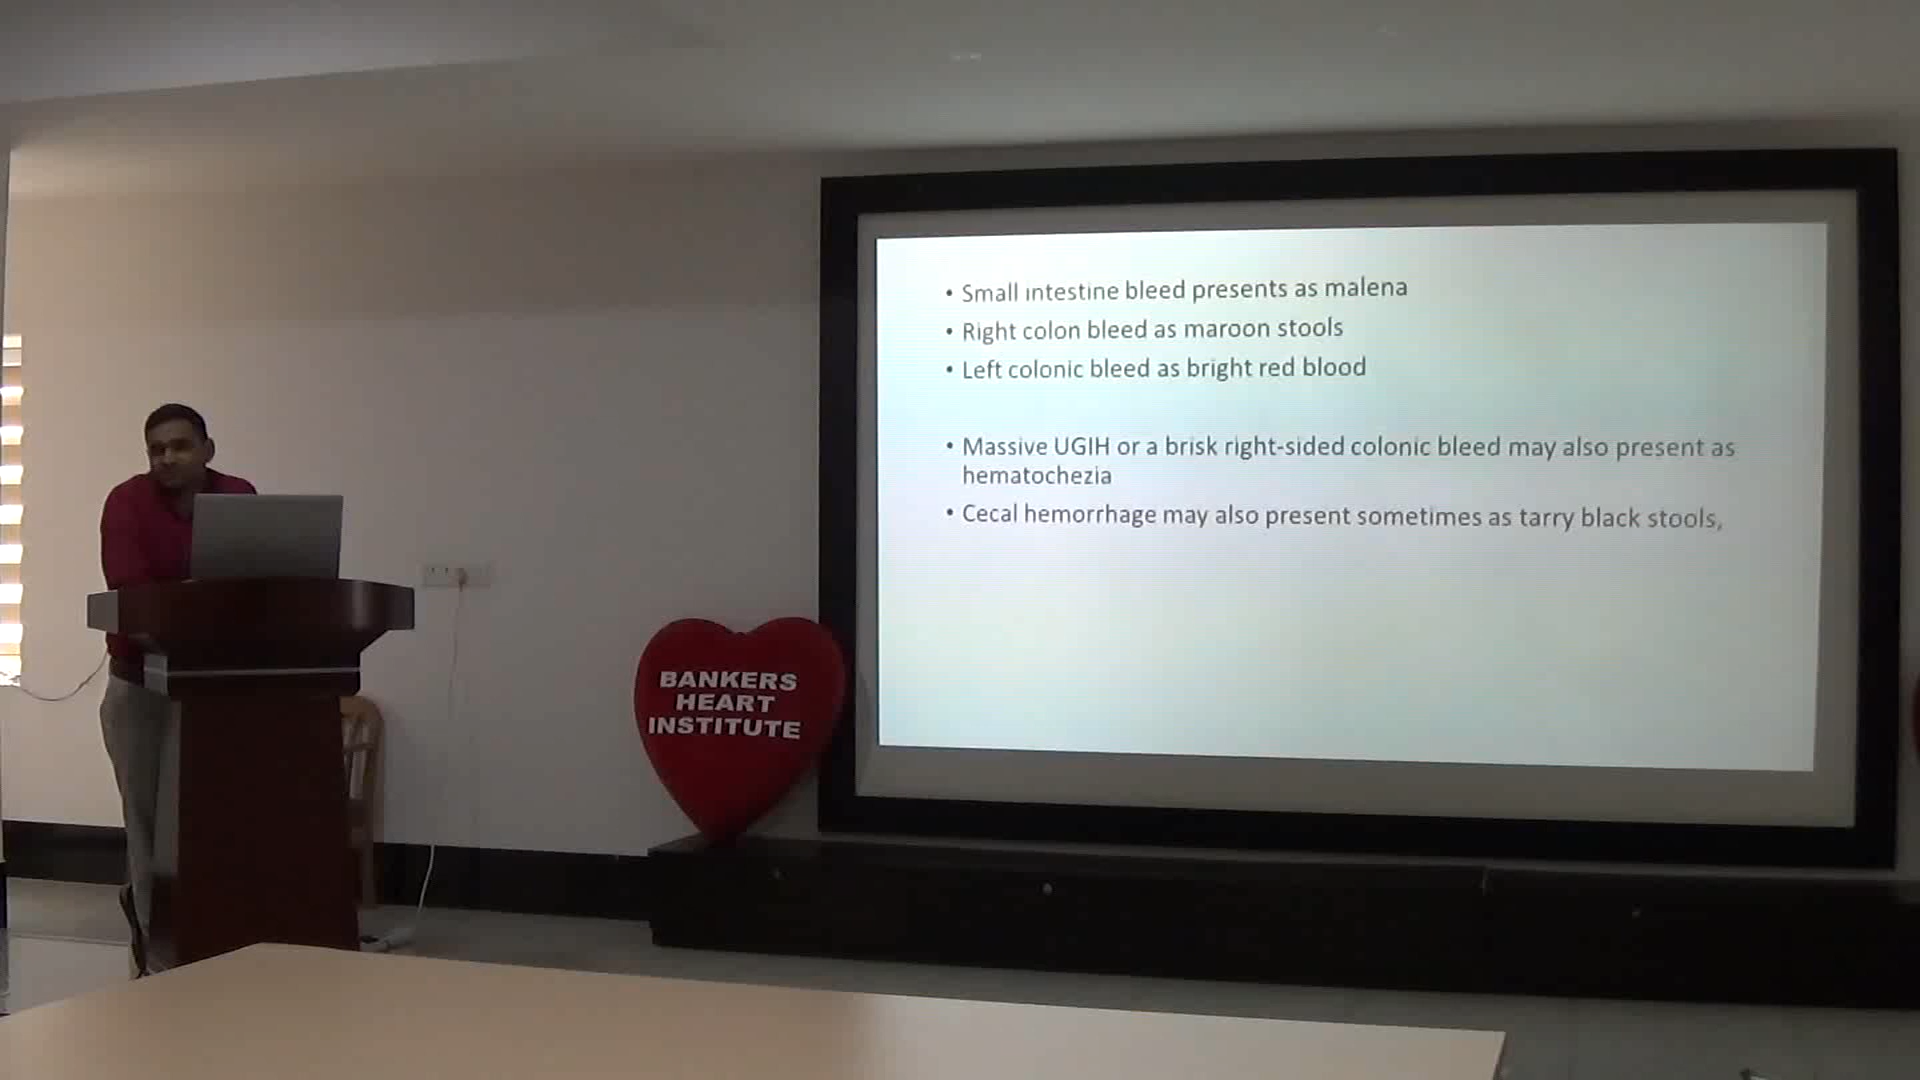 • Small intestine bleed presents as malena
• Right colon bleed as maroon stools
• Left colonic bleed as bright red blood
• Massive UGIH or a brisk right-sided colonic bleed may also present as
hematochezia
• Cecal hemorrhage may also present sometimes as tarry black stools,
BANKERS
HEART
INSTITUTE